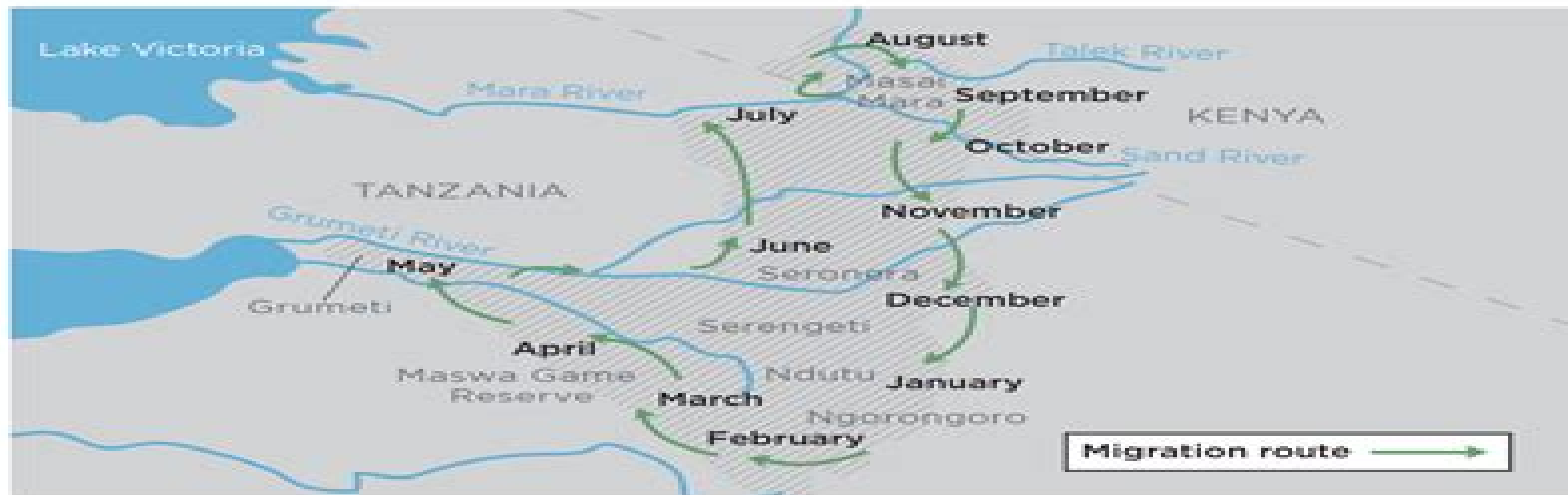 Lake Victoria
August
Talek River
Mara River
Masai
Mara
September
July
KENYA
October
Sand River
TANZANIA
November
Grumeti River
June
May
Seronera
December
Grumeti
Serengeti
April
Maswa Game
Reserve
Ndutu
January
March
Ngorongoro
February
Migration route